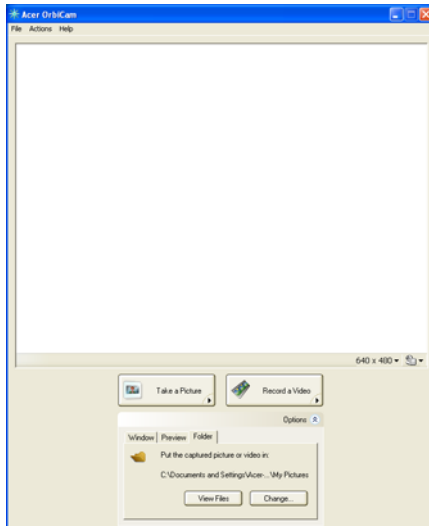 Acer OrbiCam
File Actions Help
640 x 480
Take a Picture Record a Video
Options
Window Preview Folder
Put the captured picture or video in:
C:\Documents and Settings\Acer-...\My Pictures
View Files Change...